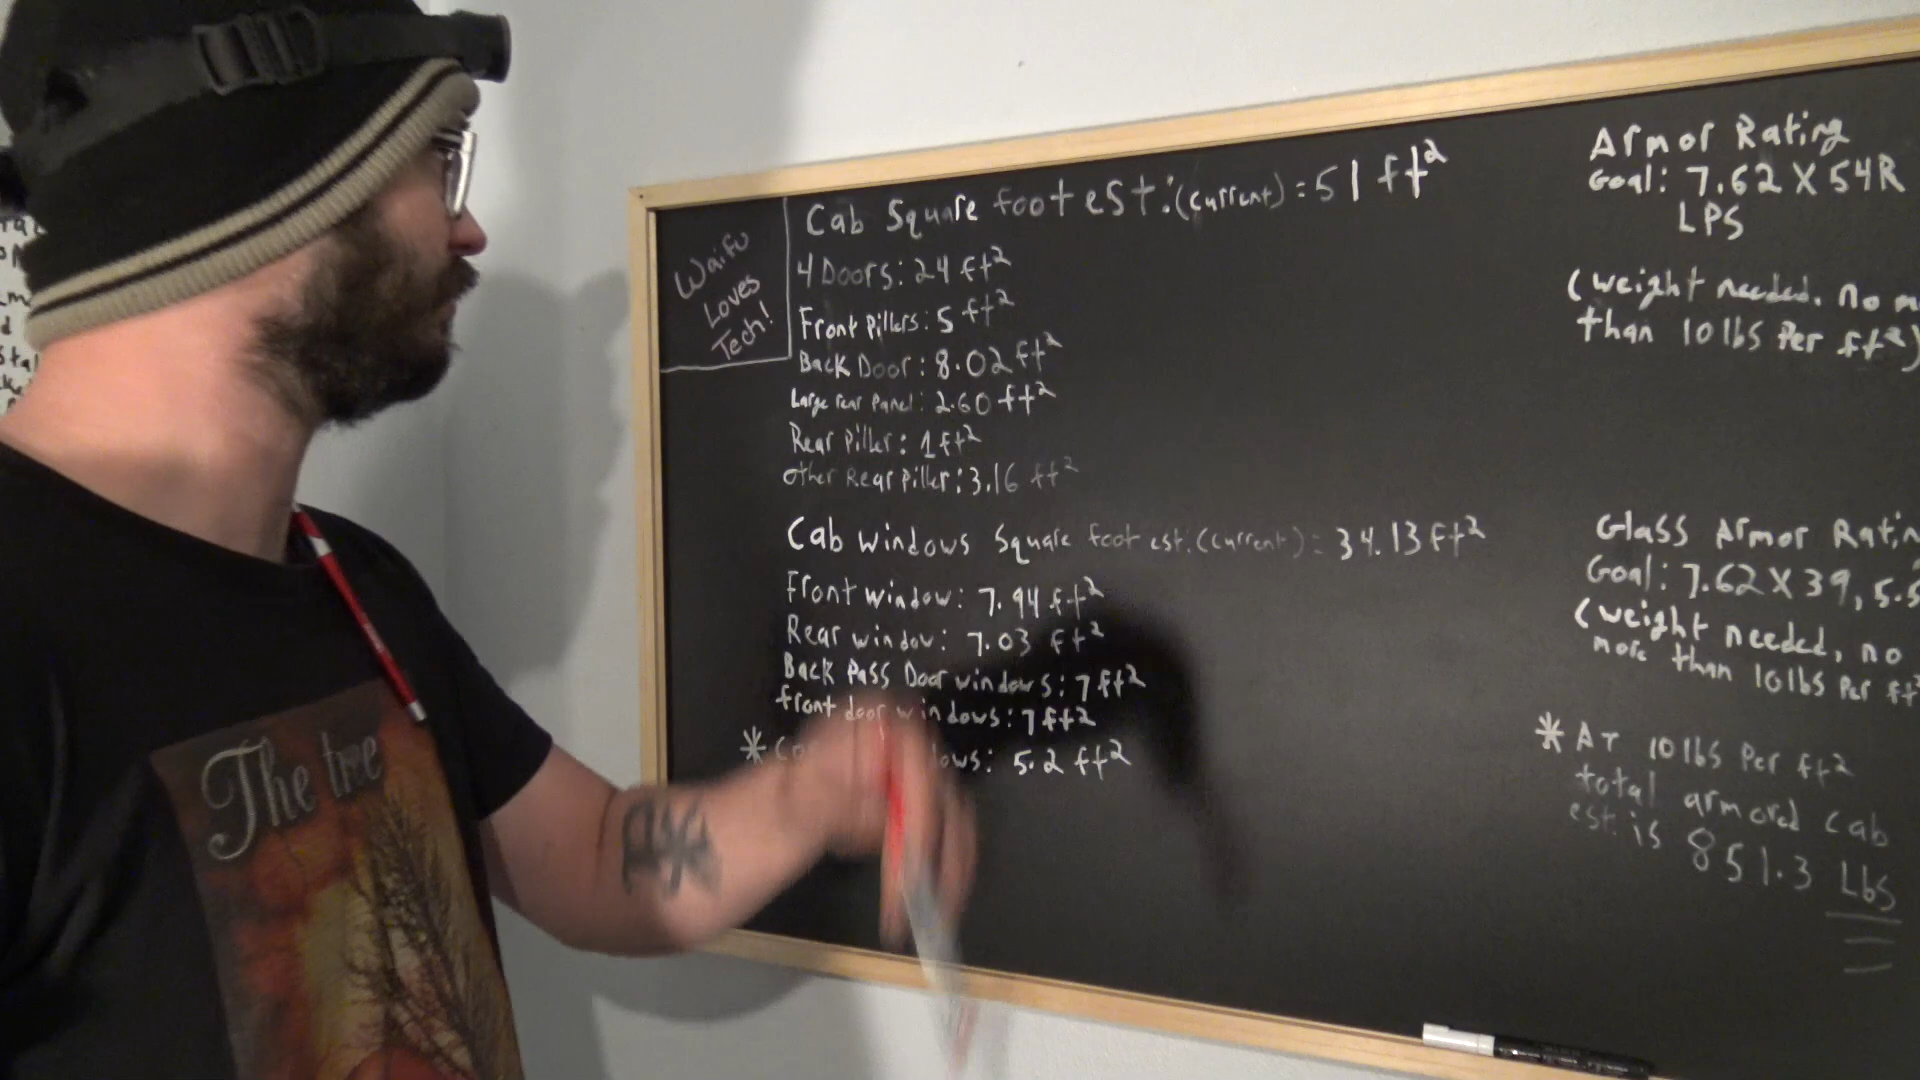 Waifu
Loves
Tech!
Cab Square foot est.:(current) = 51 ft²
4 Doors: 24 ft²
Front Pillers: 5 ft²
Back Door: 8.02 ft²
Large rear Panel: 2.60 ft²
Rear Piller: 1 ft²
other Rear Piller: 3.16 ft²
Cab windows Square foot est.(current) = 34.13 ft²
Front window: 7.94 ft²
Rear window: 7.03 ft²
Back Pass Door windows: 7 ft²
front door windows: 7 ft²
* 5.2 ft²
Armor Rating
Goal: 7.62 X 54R
LPS
(weight needed. no
than 10 lbs Per ft²)
Glass Armor
Goal: 7.62 X 39,
(weight needed, no
more than 10 lbs Per
* AT 10 lbs Per ft²
total armored cab
est. is 851.3 Lbs
The tree